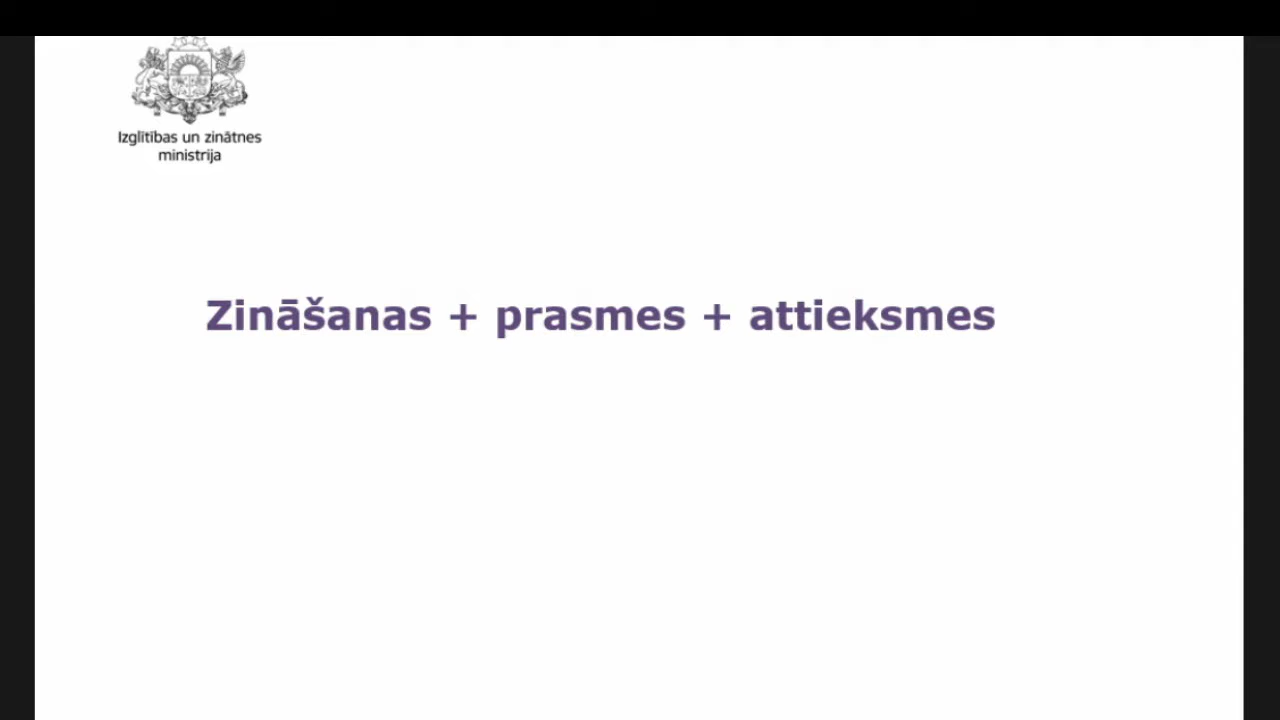 Izglītības un zinātnes
ministrija
Zināšanas + prasmes + attieksmes